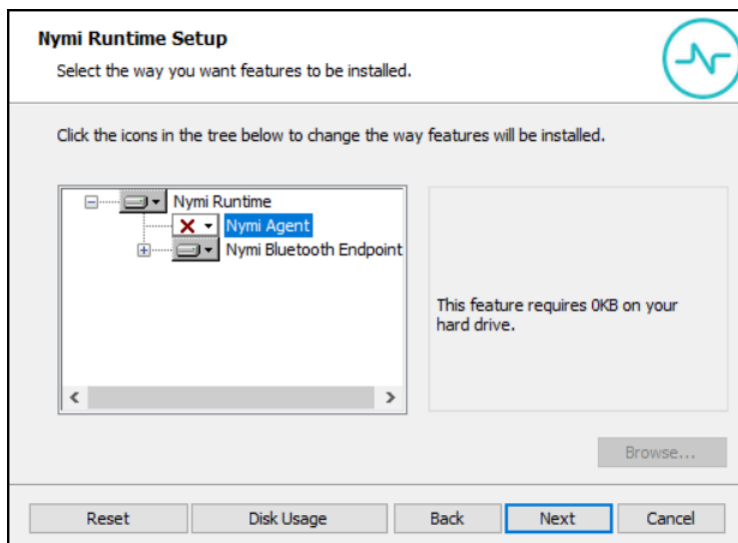 Nymi Runtime Setup
Select the way you want features to be installed.
Click the icons in the tree below to change the way features will be installed.
Nymi Runtime
Nymi Agent
Nymi Bluetooth Endpoint
This feature requires 0KB on your
hard drive.
Browse...
Reset Disk Usage Back Next Cancel